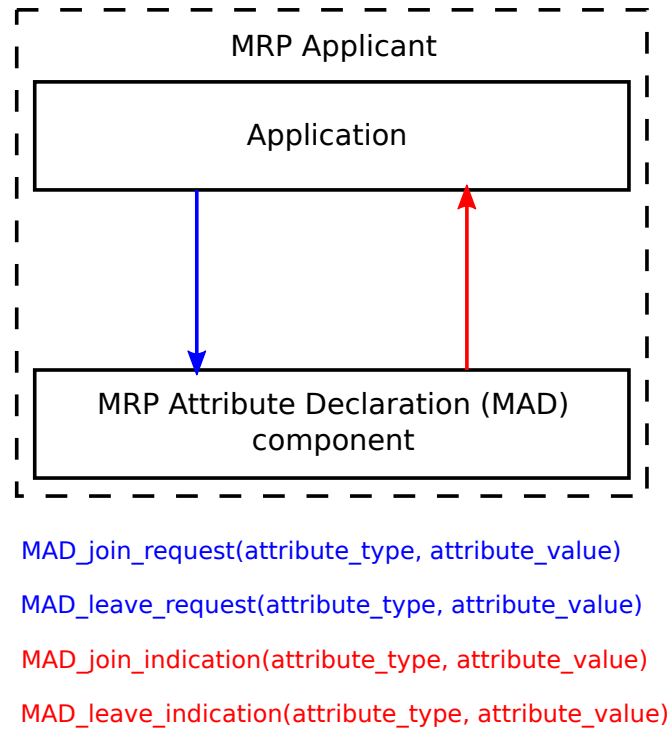 MRP Applicant
Application
MRP Attribute Declaration (MAD)
component
MAD_join_request(attribute_type, attribute_value)
MAD_leave_request(attribute_type, attribute_value)
MAD_join_indication(attribute_type, attribute_value)
MAD_leave_indication(attribute_type, attribute_value)